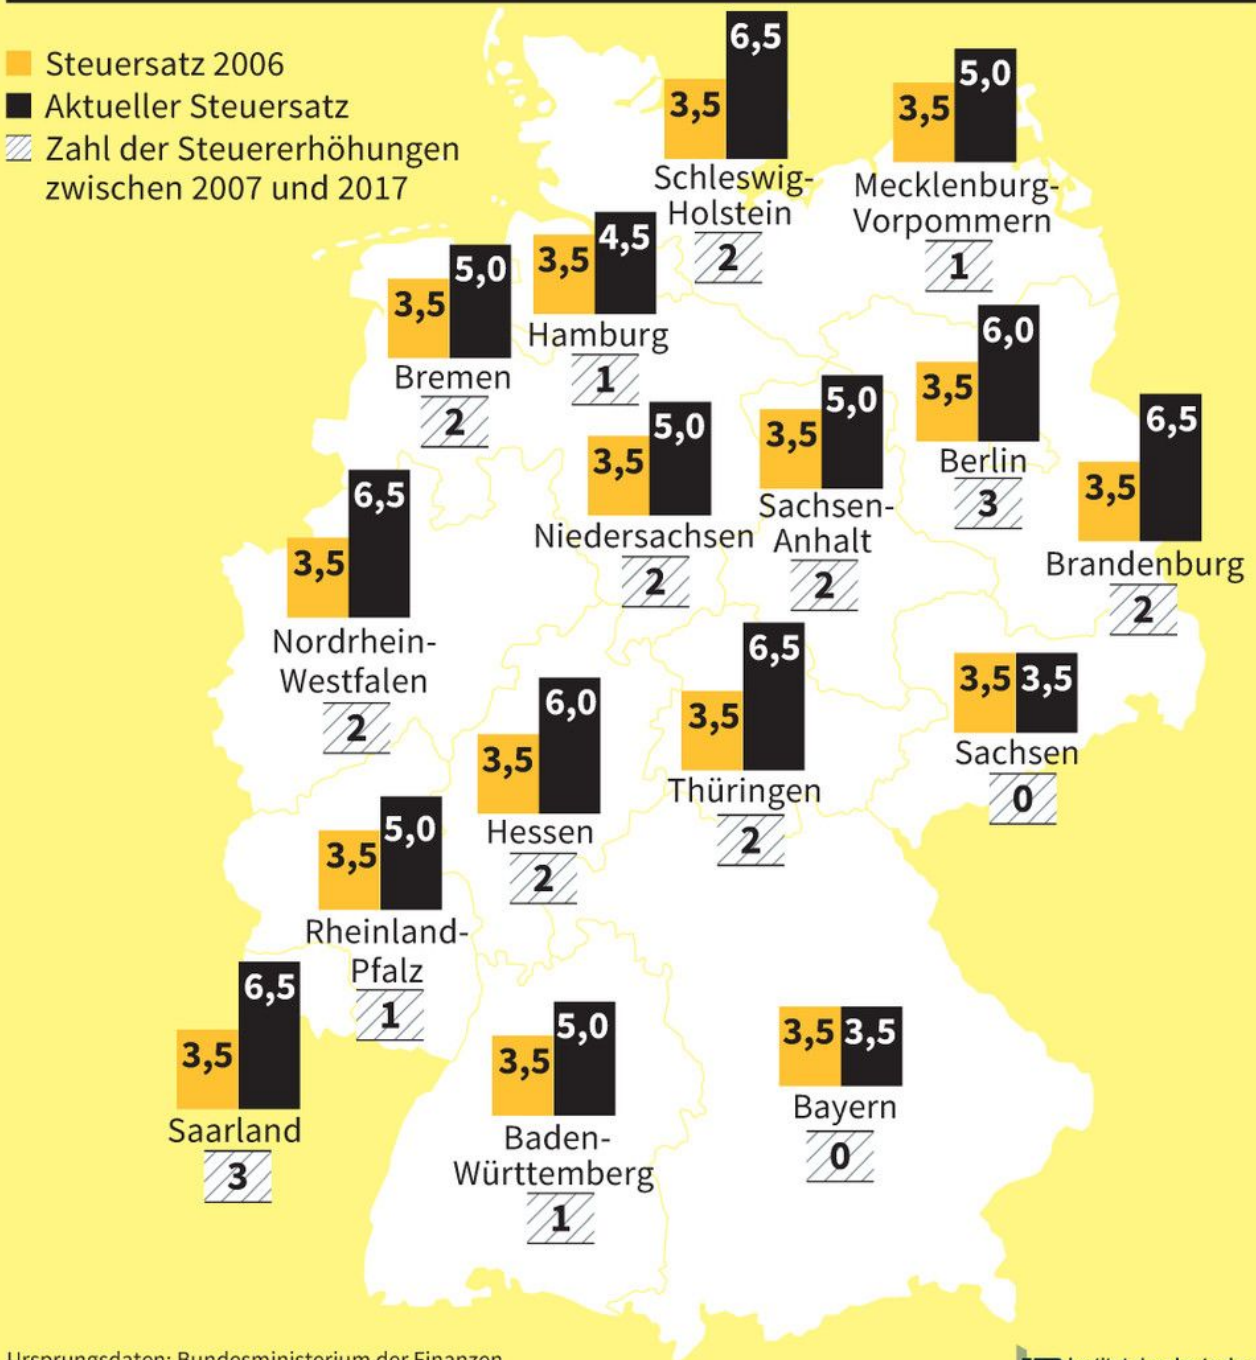 Steuersatz 2006
Aktueller Steuersatz
Zahl der Steuererhöhungen
zwischen 2007 und 2017
3,5
6,5
Schleswig-
Holstein
2
3,5
5,0
Mecklenburg-
Vorpommern
1
3,5
4,5
Hamburg
1
3,5
5,0
Bremen
2
3,5
6,0
Berlin
3
3,5
5,0
Sachsen-
Anhalt
2
3,5
5,0
Niedersachsen
2
3,5
6,5
Brandenburg
2
3,5
6,5
Nordrhein-
Westfalen
2
3,5
6,5
Thüringen
2
3,5
3,5
Sachsen
0
3,5
6,0
Hessen
2
3,5
5,0
Rheinland-
Pfalz
1
3,5
6,5
Saarland
3
3,5
5,0
Baden-
Württemberg
1
3,5
3,5
Bayern
0
Ursprungsdaten: Bundesministerium der Finanzen